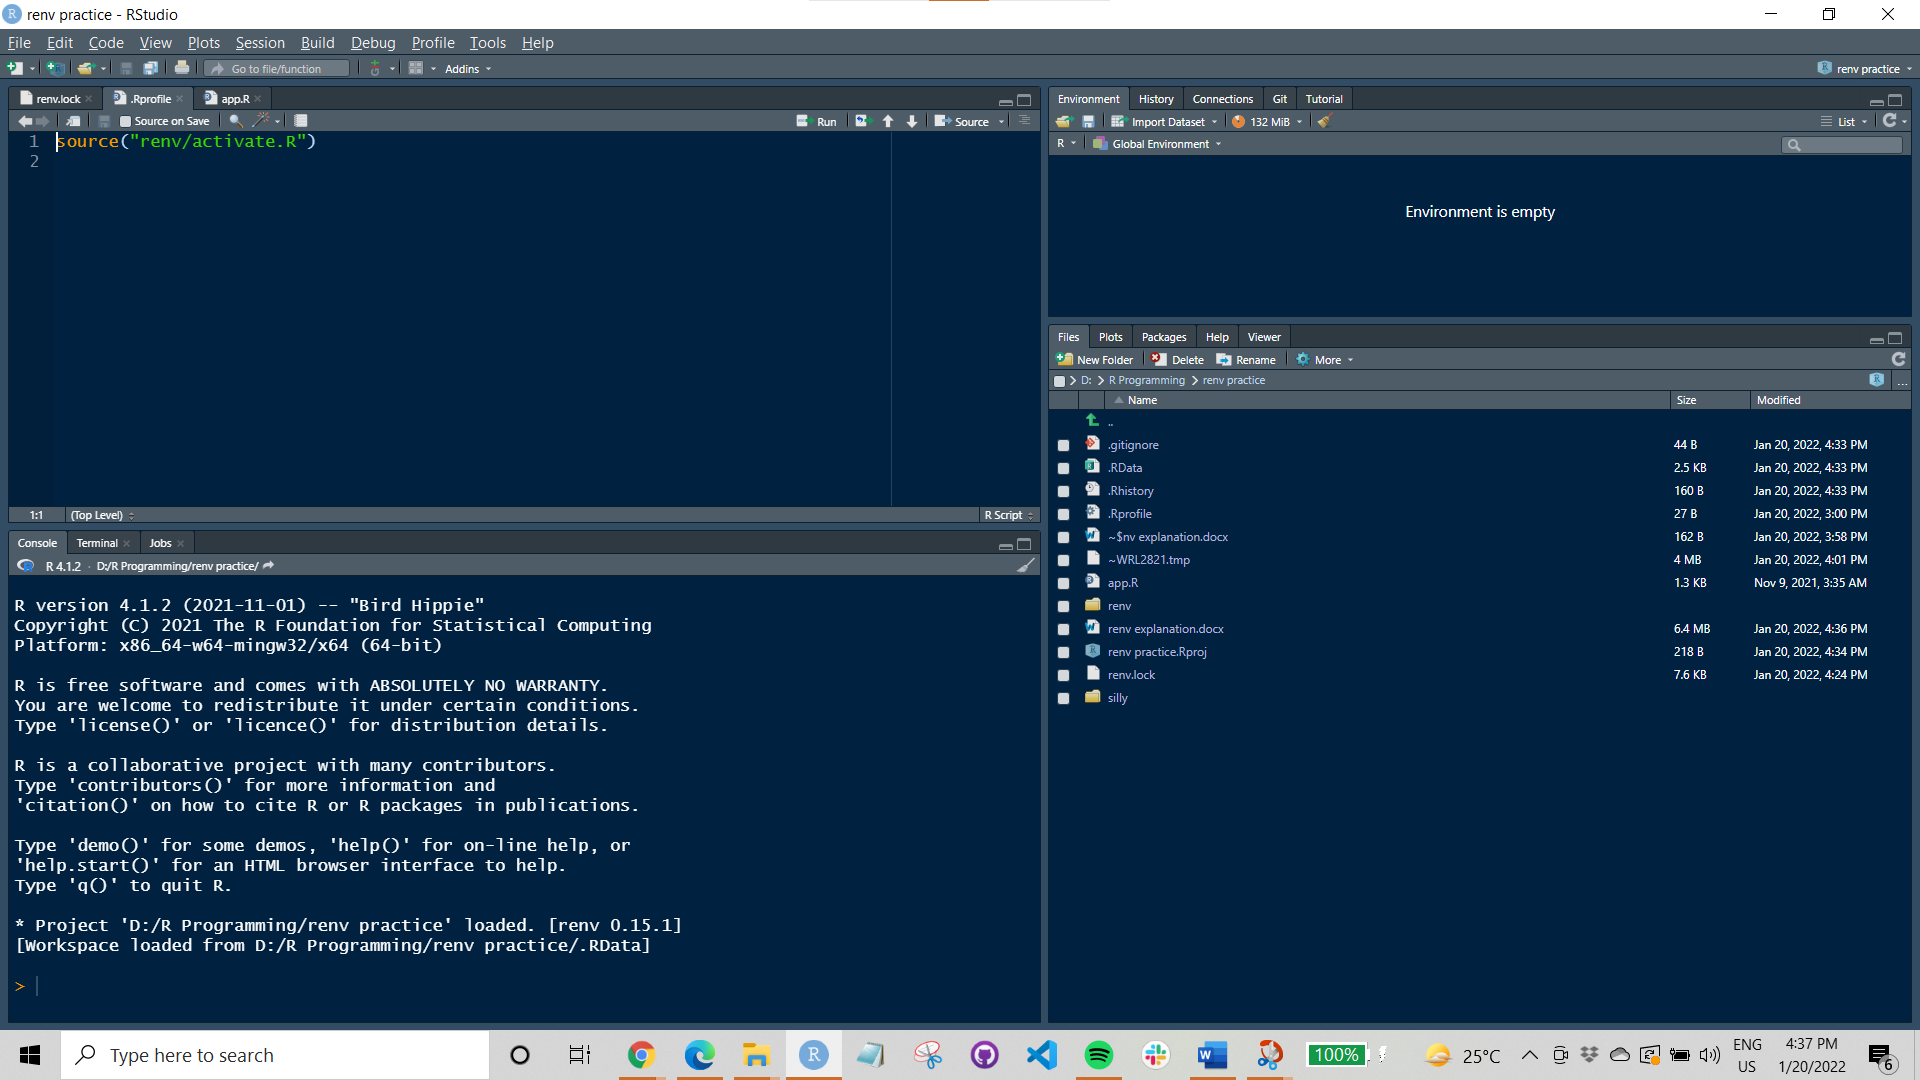 renv practice - RStudio
File Edit Code View Plots Session Build Debug Profile Tools Help
Go to file/function Addins renv practice
renv.lock .Rprofile app.R
Source on Save Run Source
1 source("renv/activate.R")
2
1:1 (Top Level) R Script
Console Terminal Jobs
R 4.1.2 · D:/R Programming/renv practice/
R version 4.1.2 (2021-11-01) -- "Bird Hippie"
Copyright (C) 2021 The R Foundation for Statistical Computing
Platform: x86_64-w64-mingw32/x64 (64-bit)
R is free software and comes with ABSOLUTELY NO WARRANTY.
You are welcome to redistribute it under certain conditions.
Type 'license()' or 'licence()' for distribution details.
R is a collaborative project with many contributors.
Type 'contributors()' for more information and
'citation()' on how to cite R or R packages in publications.
Type 'demo()' for some demos, 'help()' for on-line help, or
'help.start()' for an HTML browser interface to help.
Type 'q()' to quit R.
* Project 'D:/R Programming/renv practice' loaded. [renv 0.15.1]
[Workspace loaded from D:/R Programming/renv practice/.RData]
>
Environment History Connections Git Tutorial
Import Dataset 132 MiB List
R Global Environment
Environment is empty
Files Plots Packages Help Viewer
New Folder Delete Rename More
D: R Programming renv practice ...
Name Size Modified
..
.gitignore 44 B Jan 20, 2022, 4:33 PM
.RData 2.5 KB Jan 20, 2022, 4:33 PM
.Rhistory 160 B Jan 20, 2022, 4:33 PM
.Rprofile 27 B Jan 20, 2022, 3:00 PM
~$nv explanation.docx 162 B Jan 20, 2022, 3:58 PM
~WRL2821.tmp 4 MB Jan 20, 2022, 4:01 PM
app.R 1.3 KB Nov 9, 2021, 3:35 AM
renv
renv explanation.docx 6.4 MB Jan 20, 2022, 4:36 PM
renv practice.Rproj 218 B Jan 20, 2022, 4:34 PM
renv.lock 7.6 KB Jan 20, 2022, 4:24 PM
silly
Type here to search 100% 25°C ENG 4:37 PM
US 1/20/2022 6